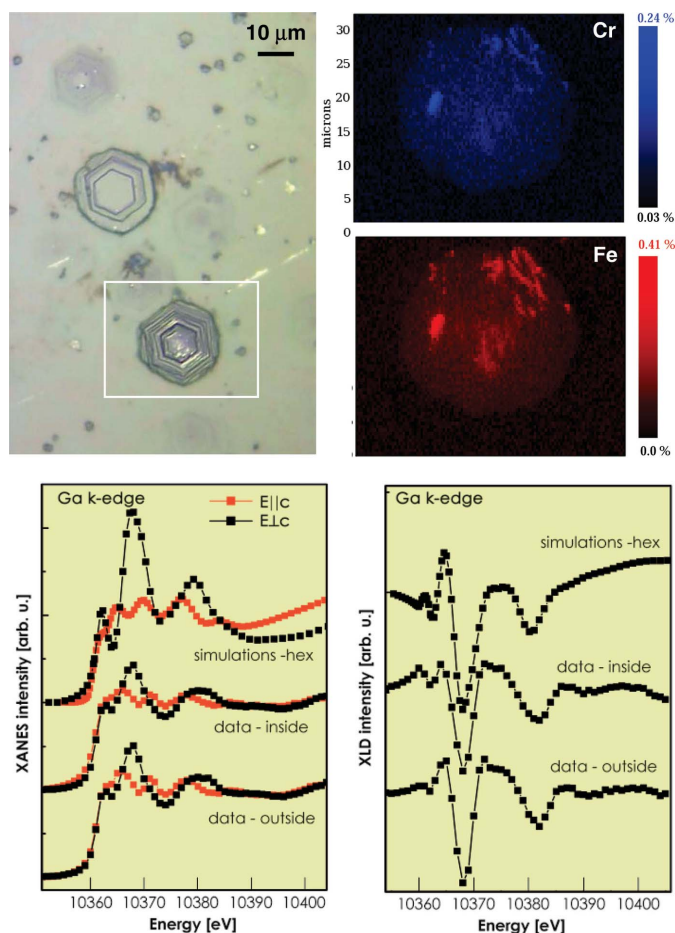 10 μm
Cr
0.24 %
microns
30
25
20
15
10
5
0
0.03 %
Fe
0.41 %
0.0 %
Ga k-edge
E||c
E⊥c
simulations -hex
data - inside
data - outside
XANES intensity [arb. u.]
10360 10370 10380 10390 10400
Energy [eV]
Ga k-edge
simulations -hex
data - inside
data - outside
XLD intensity [arb. u.]
10360 10370 10380 10390 10400
Energy [eV]